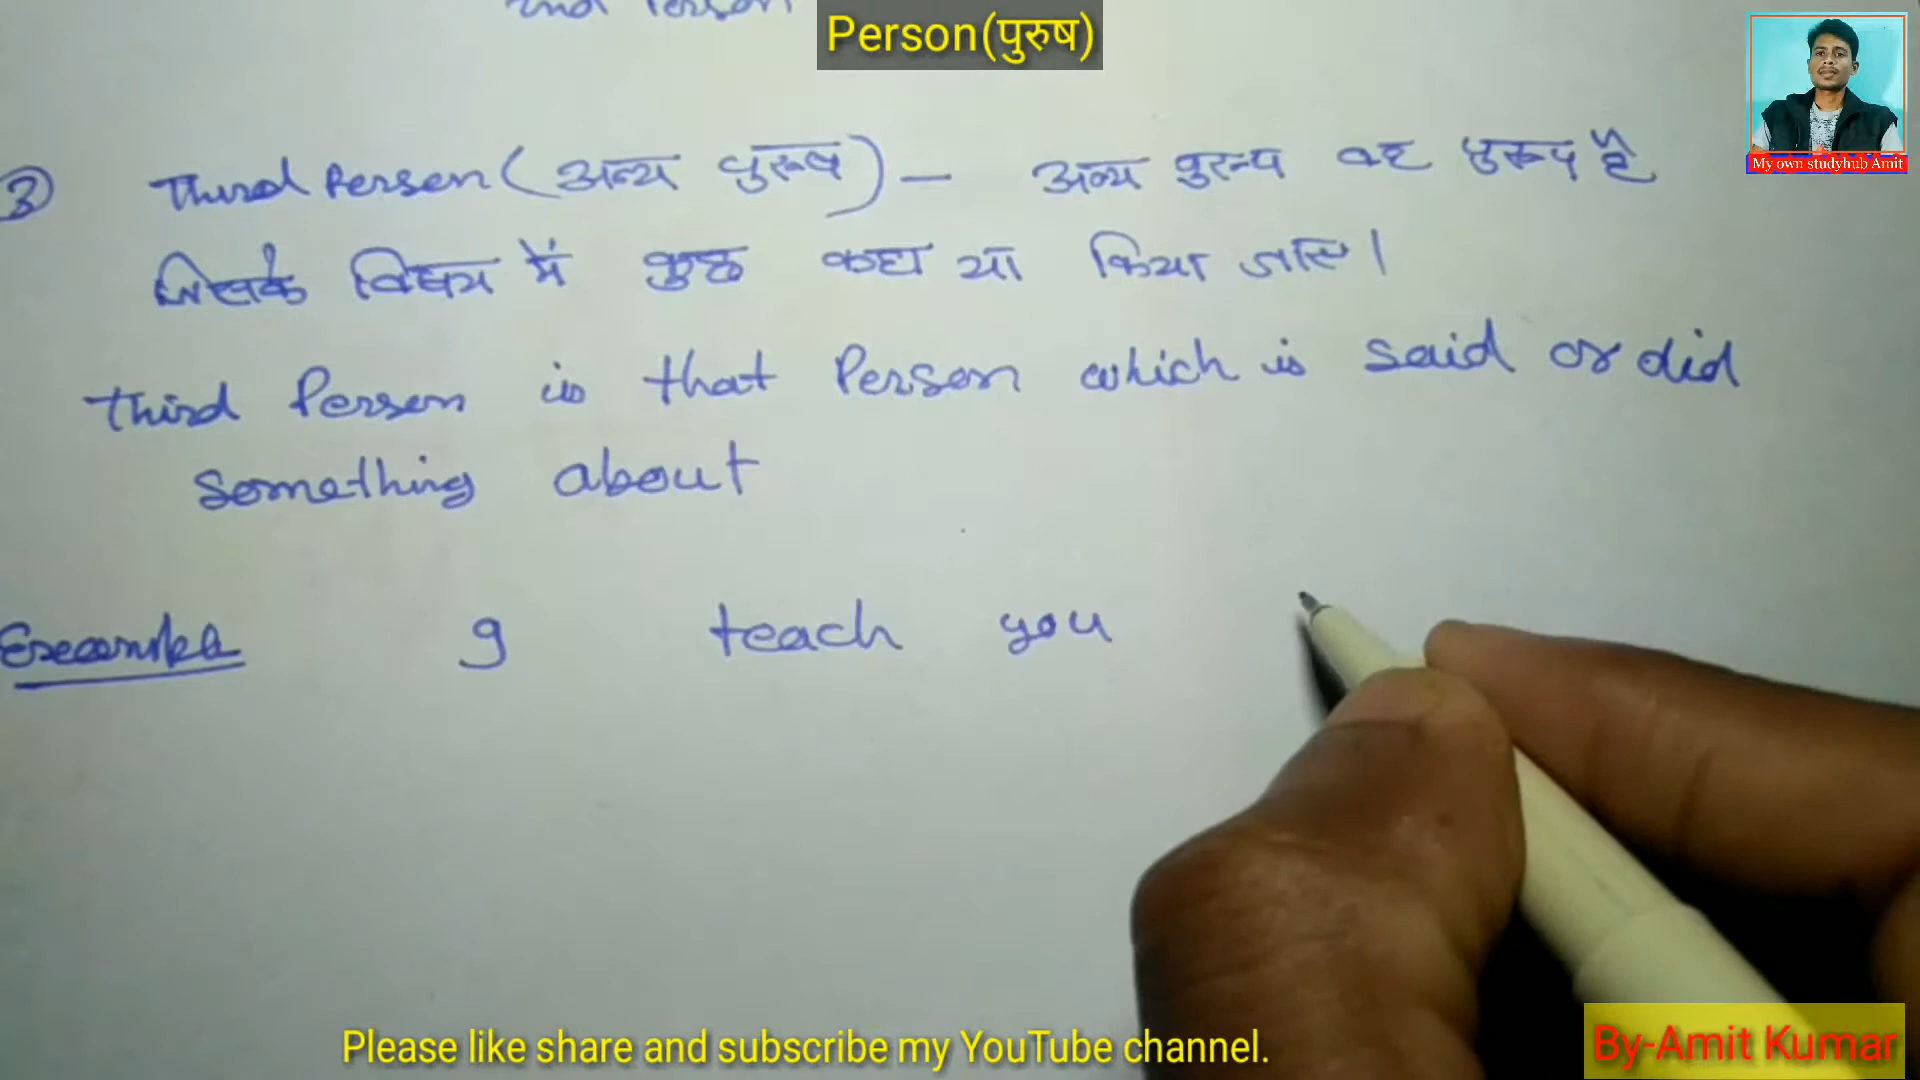 2nd Person
Person(पुरुष)
My own studyhub Amit
③ Third Person (अन्य पुरूष) — अन्य पुरूष वह पुरूष है
जिसके विषय में कुछ कहा या किया जाए।
Third Person is that Person which is said or did
something about
Example I teach you
Please like share and subscribe my YouTube channel.
By-Amit Kumar